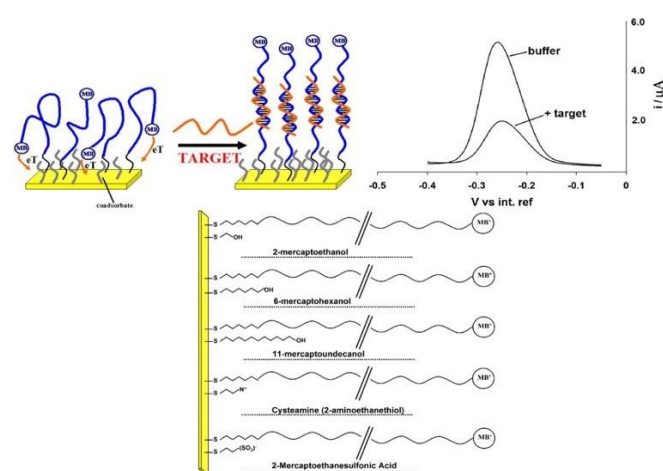 MB
MB
MB
MB
MB
MB
MB
MB
eT
eT
eT
TARGET
coadsorbate
buffer
+ target
6.0
4.0
2.0
i / µA
-0.5
-0.4
-0.3
-0.2
-0.1
0
V vs int. ref
S
S
OH
MB⁺
2-mercaptoethanol
S
S
OH
MB⁺
6-mercaptohexanol
S
S
OH
MB⁺
11-mercaptoundecanol
S
S
N⁺
MB⁺
Cysteamine (2-aminoethanethiol)
S
S
(SO₃)⁻
MB⁺
2-Mercaptoethanesulfonic Acid